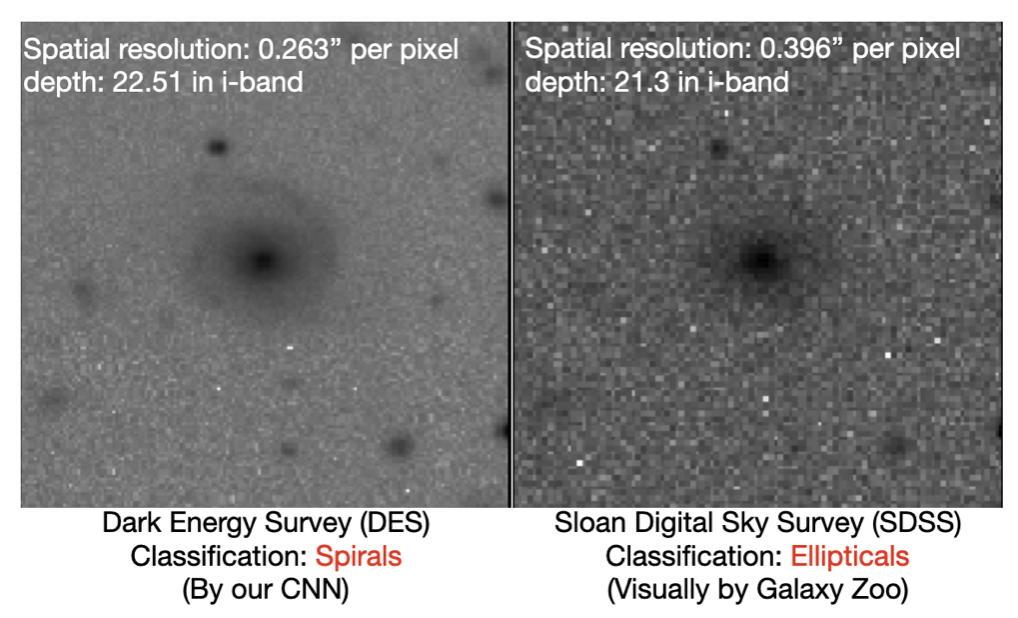 Spatial resolution: 0.263” per pixel
depth: 22.51 in i-band
Spatial resolution: 0.396” per pixel
depth: 21.3 in i-band
Dark Energy Survey (DES)
Classification: Spirals
(By our CNN)
Sloan Digital Sky Survey (SDSS)
Classification: Ellipticals
(Visually by Galaxy Zoo)